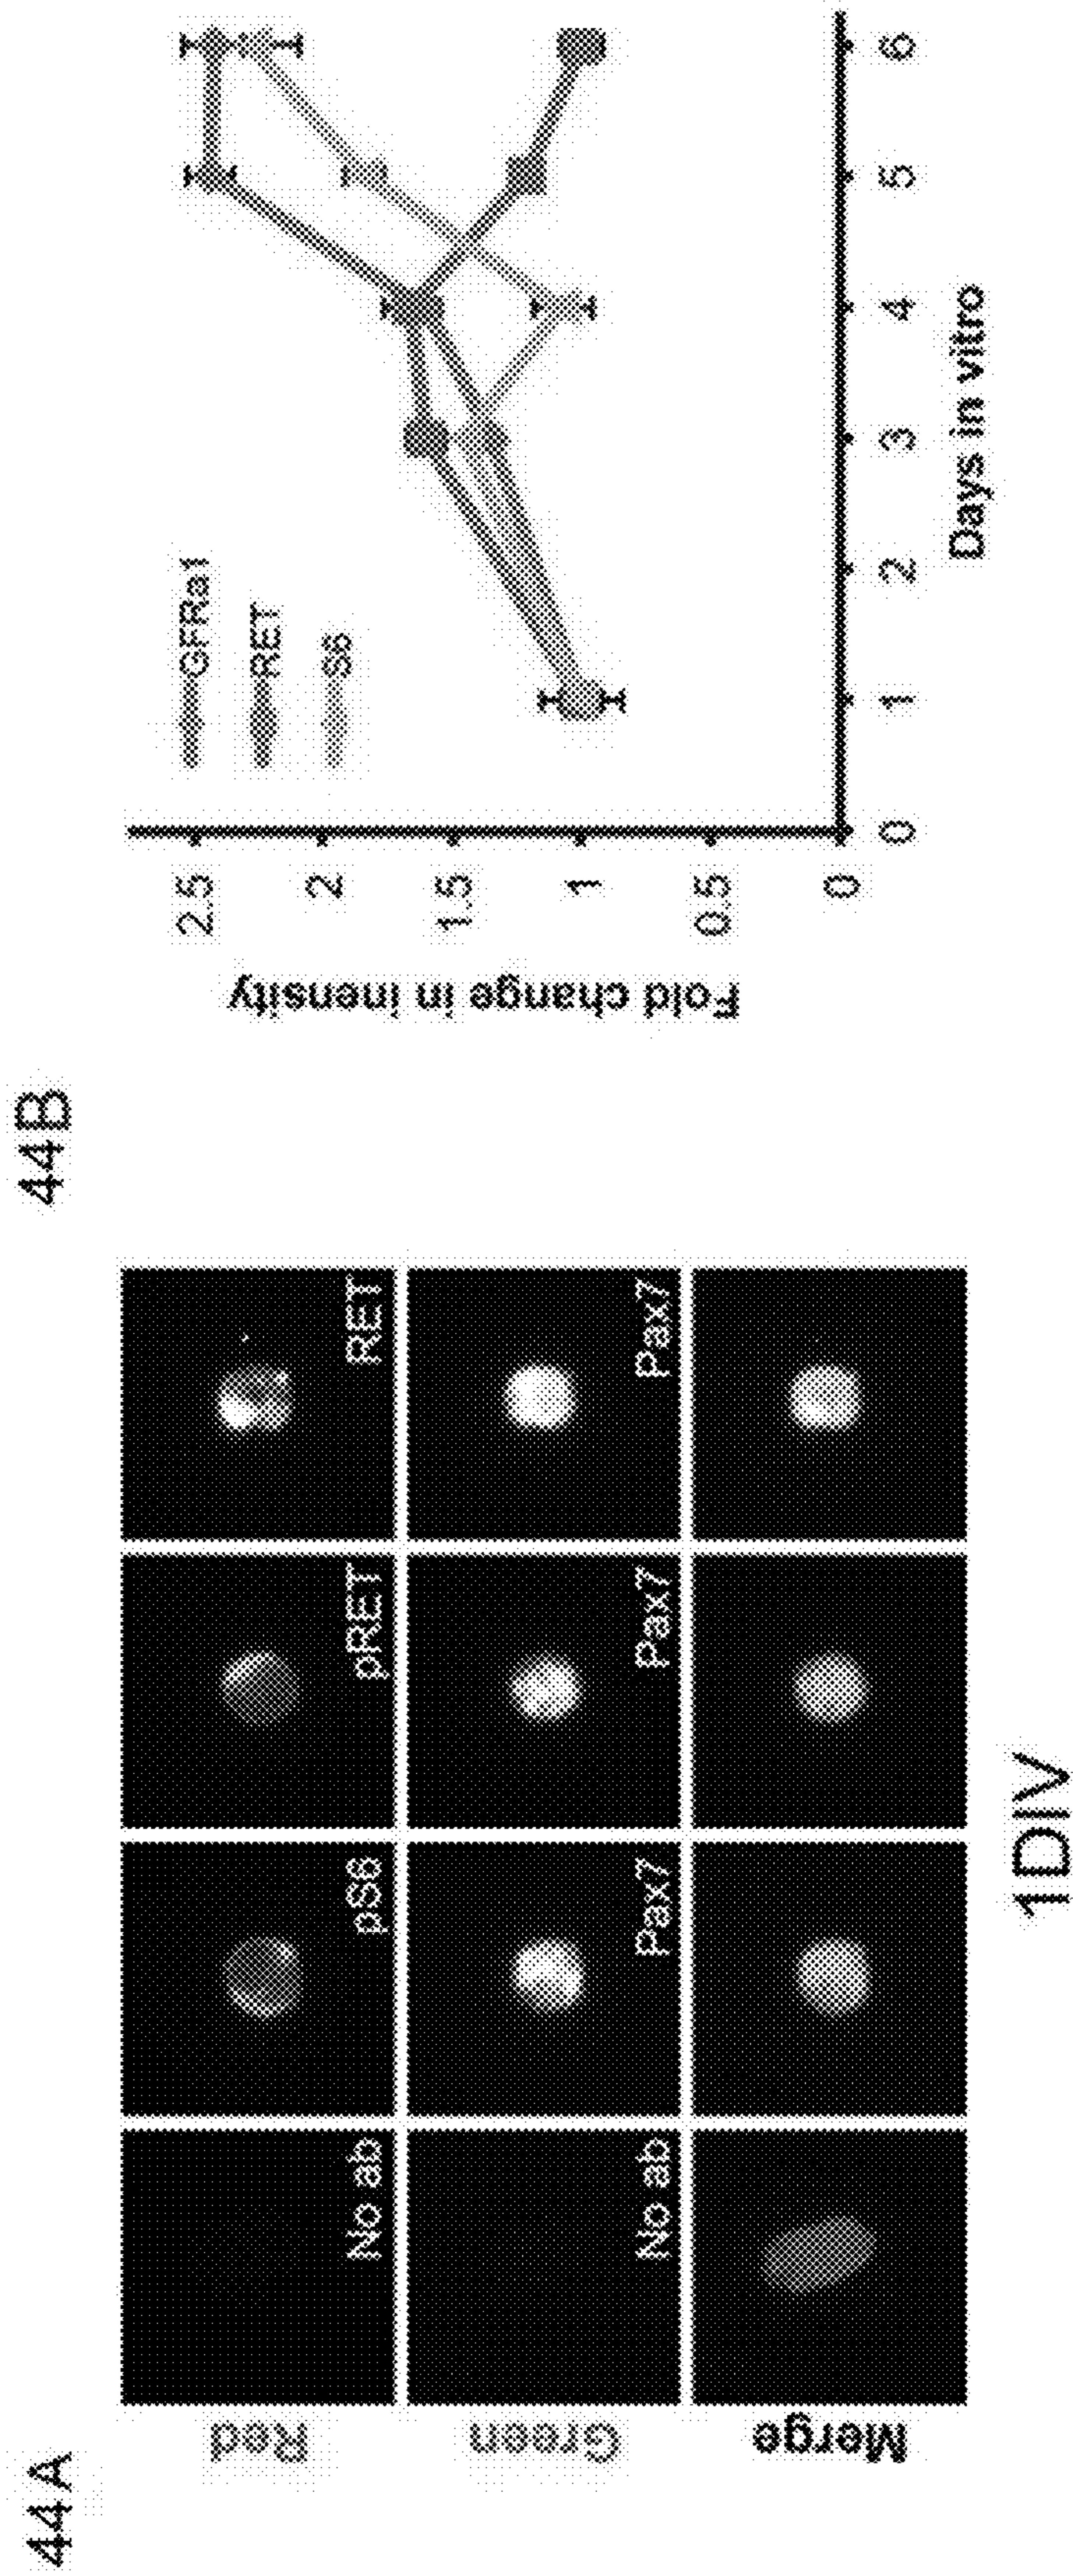 44A
Red
No ab
pS6
pRET
RET
Green
No ab
Pax7
Pax7
Pax7
Merge
1DIV
44B
Fold change in inensity
2.5
2
1.5
1
0.5
0
GFRa1
RET
S6
0 1 2 3 4 5 6
Days in vitro